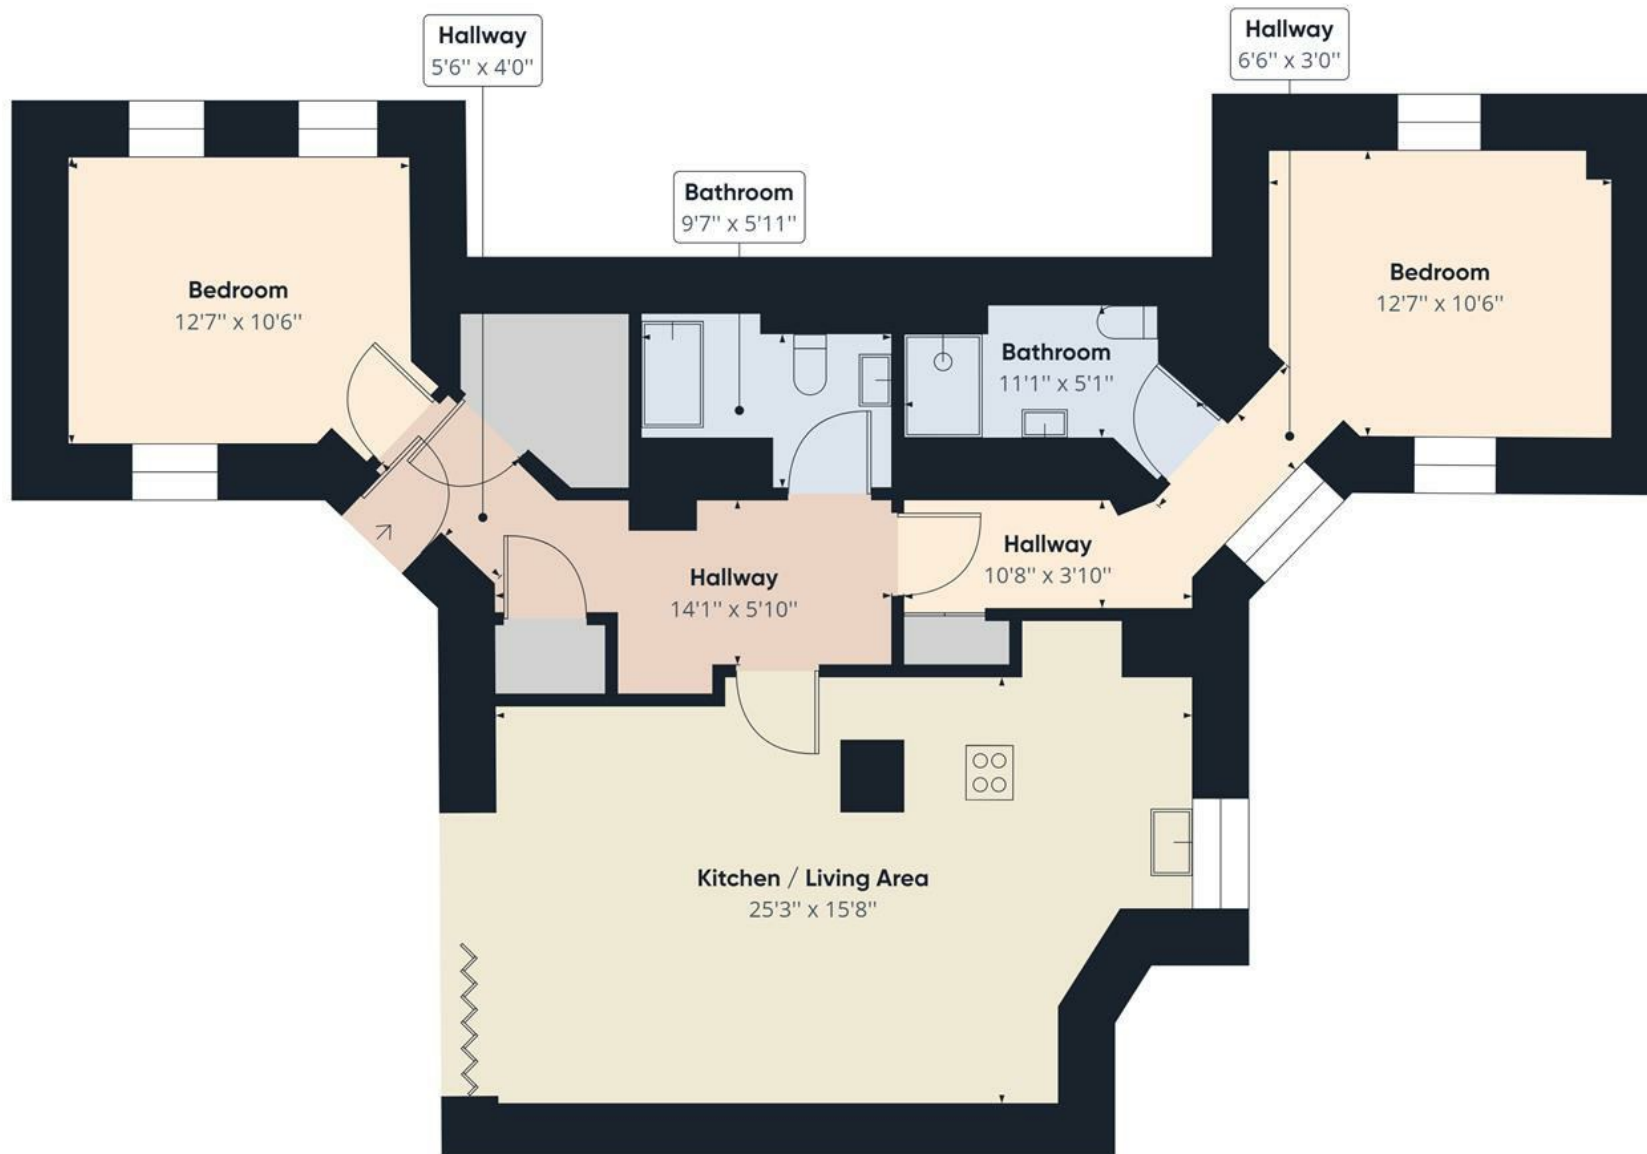 Hallway
5'6'' x 4'0''
Hallway
6'6'' x 3'0''
Bathroom
9'7'' x 5'11''
Bedroom
12'7'' x 10'6''
Bedroom
12'7'' x 10'6''
Bathroom
11'1'' x 5'1''
Hallway
10'8'' x 3'10''
Hallway
14'1'' x 5'10''
Kitchen / Living Area
25'3'' x 15'8''